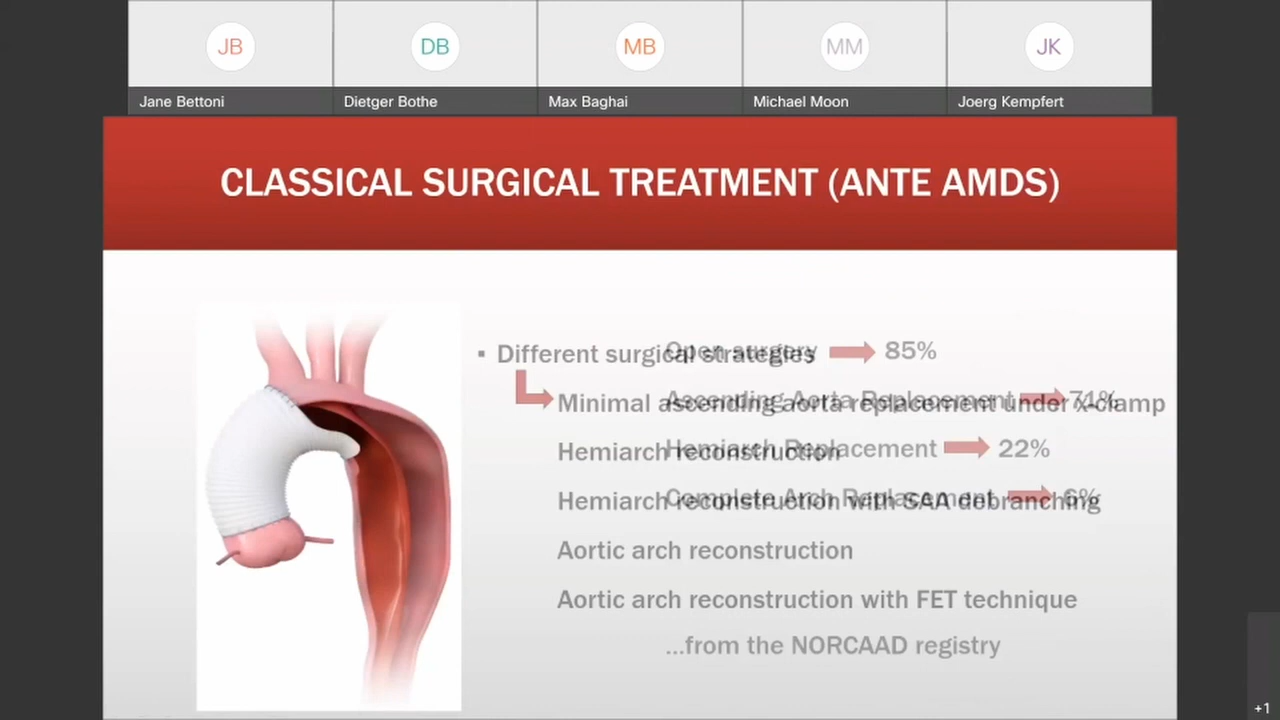 JB
DB
MB
MM
JK
Jane Bettoni
Dietger Bothe
Max Baghai
Michael Moon
Joerg Kempfert
CLASSICAL SURGICAL TREATMENT (ANTE AMDS)
▪ Different surgical strategies
Open surgery 85%
Minimal ascending aorta replacement under x-clamp
Ascending Aorta Replacement 71%
Hemiarch reconstruction
Hemiarch Replacement 22%
Hemiarch reconstruction with SAA debranching
Complete Arch Replacement 6%
Aortic arch reconstruction
Aortic arch reconstruction with FET technique
...from the NORCAAD registry
+1